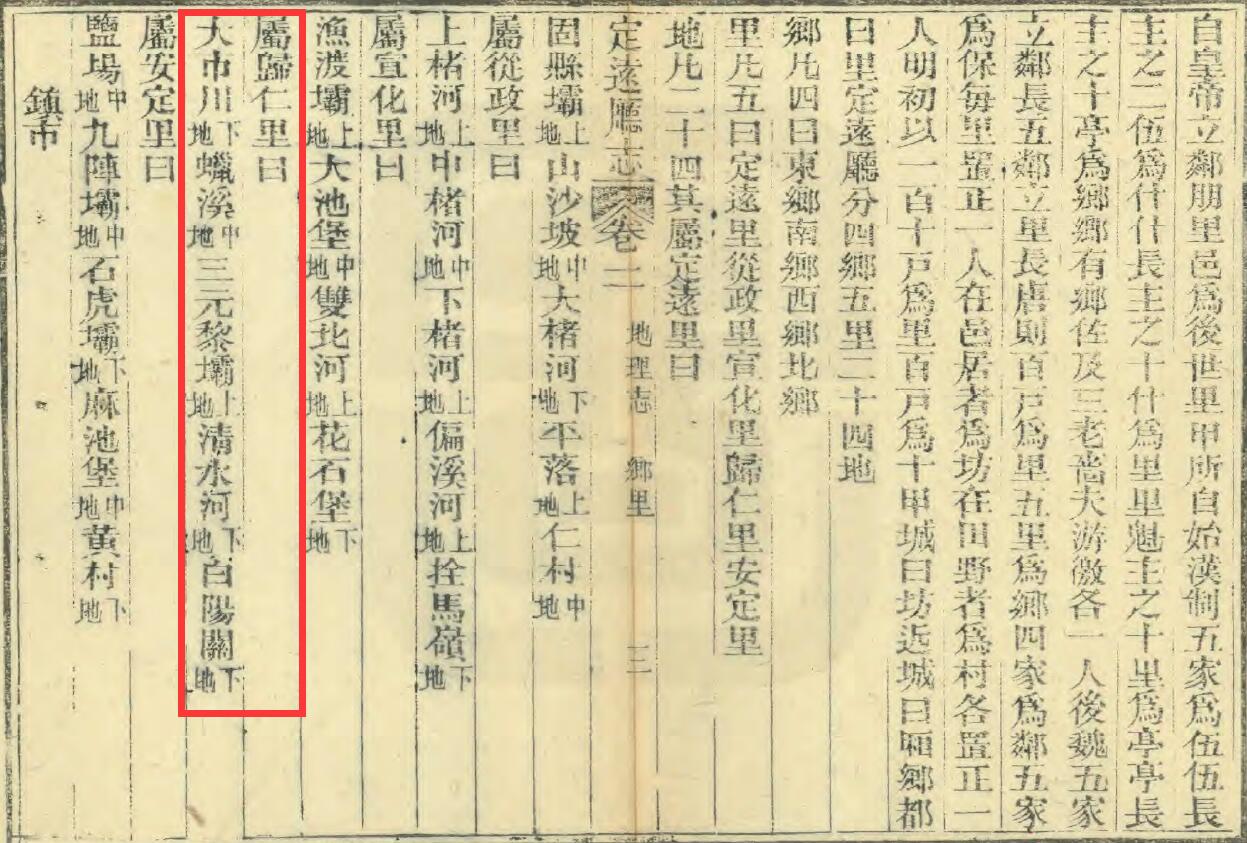 自皇帝立鄰朋里邑爲後世里甲所自始漢制五家爲伍伍長
主之二伍爲什什長主之十什爲里里魁主之十里爲亭亭長
主之十亭爲鄉鄉有鄉佐及三老嗇夫游徼各一人後魏五家
立鄰長五鄰立里長唐則百戶爲里五里爲鄉四家爲鄰五家
爲保每里置正一人在邑居者爲坊在田野者爲村各置正一
人明初以一百十戶爲里百戶爲十甲城曰坊近城曰廂鄉都
曰里定遠廳分四鄉五里二十四地
鄉凡四曰東鄉南鄉西鄉北鄉
里凡五曰定遠里從政里宣化里歸仁里安定里
地凡二十四其屬定遠里曰
定遠廳志 卷二 地理志 鄉里 三
固縣壩上地山沙坡中地大楮河下地平落上地仁村中地
屬從政里曰
上楮河上地中楮河中地下楮河上地偏溪河上地拴馬嶺下地
屬宣化里曰
漁渡壩上地大池堡中地雙北河上地花石堡下地
屬歸仁里曰
大市川下地蠟溪中地三元黎壩上地清水河下地白陽關下地
屬安定里曰
鹽場中地九陣壩中地石虎壩下地麻池堡中地黃村下地
鎮市